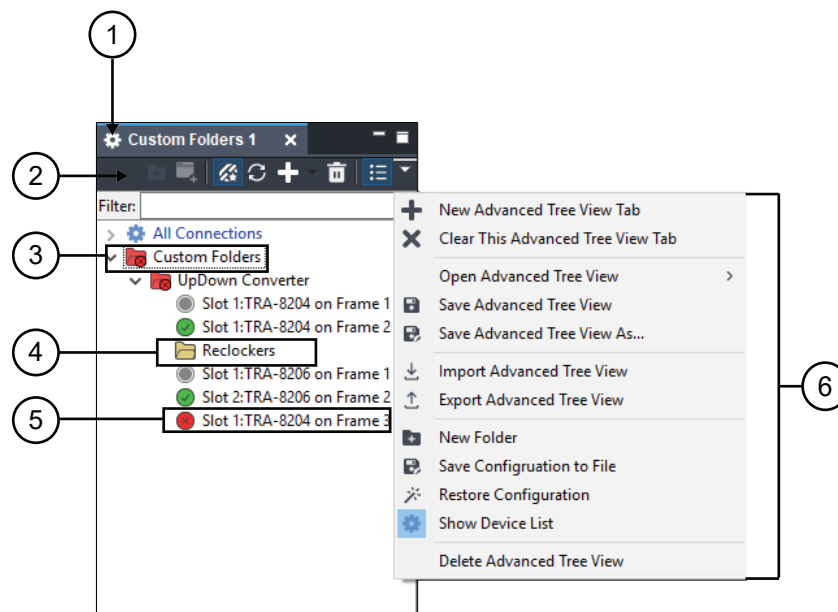 1
Custom Folders 1
2
Filter:
All Connections
3
Custom Folders
UpDown Converter
Slot 1:TRA-8204 on Frame 1
Slot 1:TRA-8204 on Frame 2
4
Reclockers
Slot 1:TRA-8206 on Frame 1
Slot 2:TRA-8206 on Frame 2
5
Slot 1:TRA-8204 on Frame 3
New Advanced Tree View Tab
Clear This Advanced Tree View Tab
Open Advanced Tree View
Save Advanced Tree View
Save Advanced Tree View As...
Import Advanced Tree View
Export Advanced Tree View
New Folder
Save Configruation to File
Restore Configuration
Show Device List
Delete Advanced Tree View
6